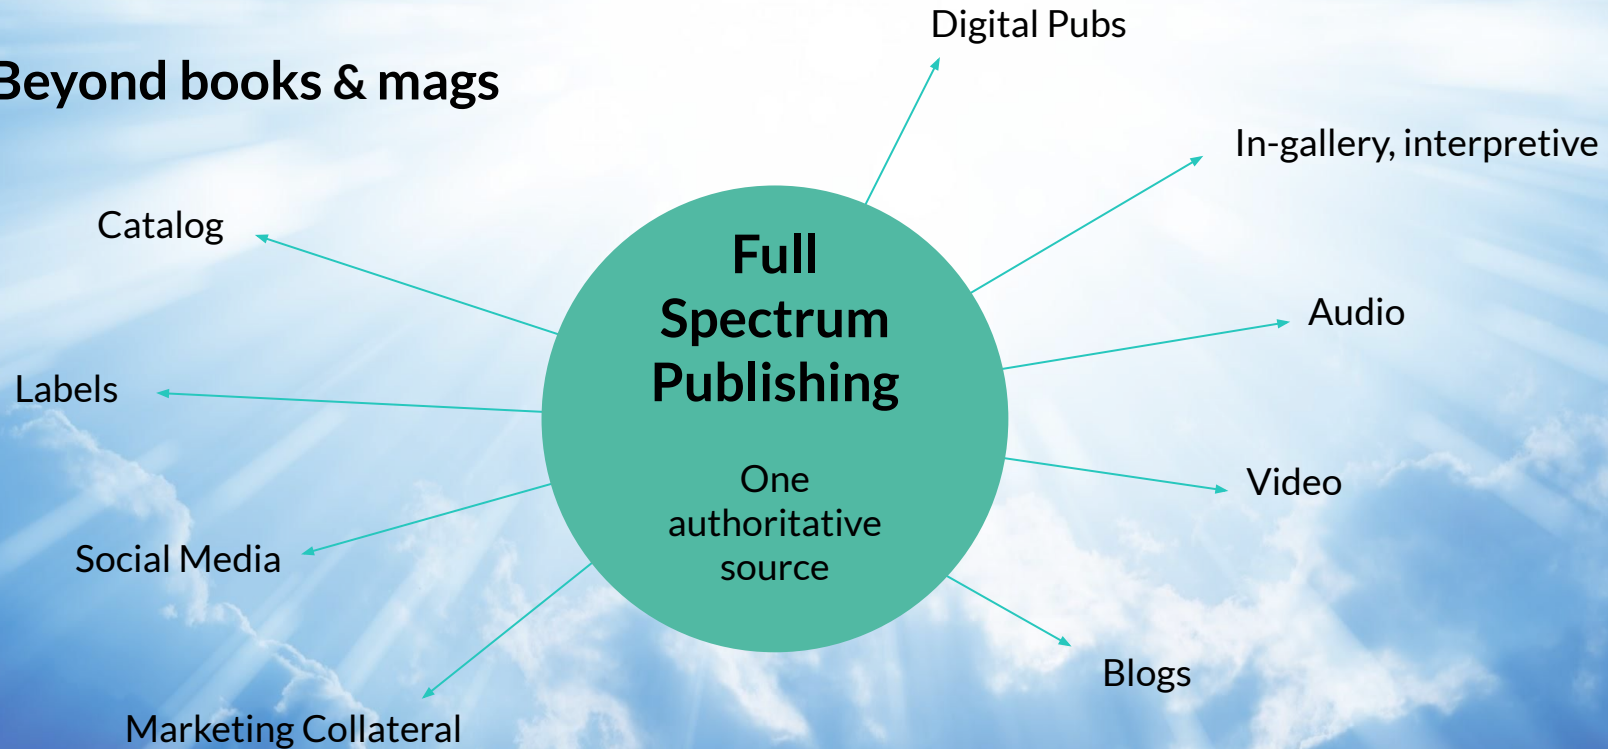 Beyond books & mags
Digital Pubs
In-gallery, interpretive
Catalog
Full
Spectrum
Publishing
Audio
Labels
One
authoritative
source
Video
Social Media
Blogs
Marketing Collateral